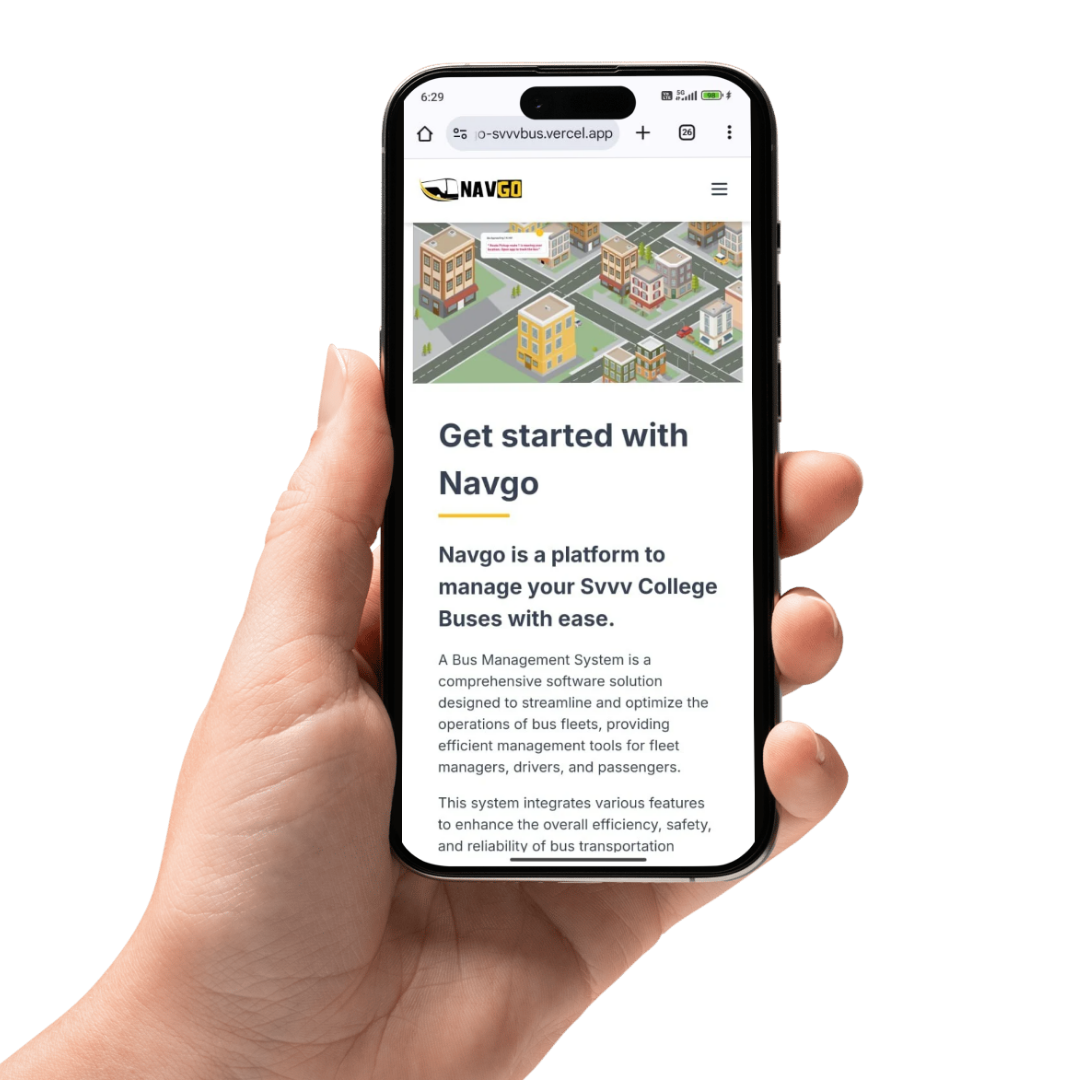 6:29
5G
o-svvvbus.vercel.app
26
NAVGO
Get started with
Navgo
Navgo is a platform to
manage your Svvv College
Buses with ease.
A Bus Management System is a
comprehensive software solution
designed to streamline and optimize the
operations of bus fleets, providing
efficient management tools for fleet
managers, drivers, and passengers.
This system integrates various features
to enhance the overall efficiency, safety,
and reliability of bus transportation